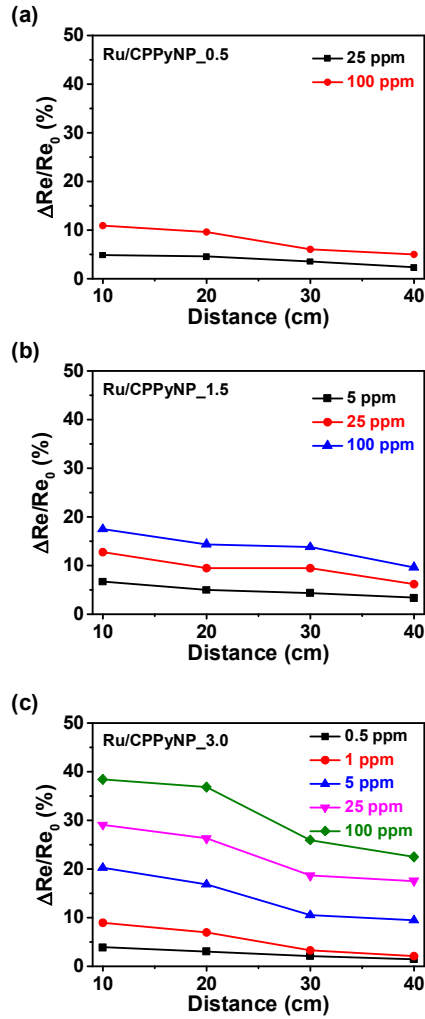 (a)
Ru/CPPyNP_0.5
25 ppm
100 ppm
ΔRe/Re0 (%)
50
40
30
20
10
0
10 20 30 40
Distance (cm)
(b)
Ru/CPPyNP_1.5
5 ppm
25 ppm
100 ppm
ΔRe/Re0 (%)
50
40
30
20
10
0
10 20 30 40
Distance (cm)
(c)
Ru/CPPyNP_3.0
0.5 ppm
1 ppm
5 ppm
25 ppm
100 ppm
ΔRe/Re0 (%)
50
40
30
20
10
0
10 20 30 40
Distance (cm)